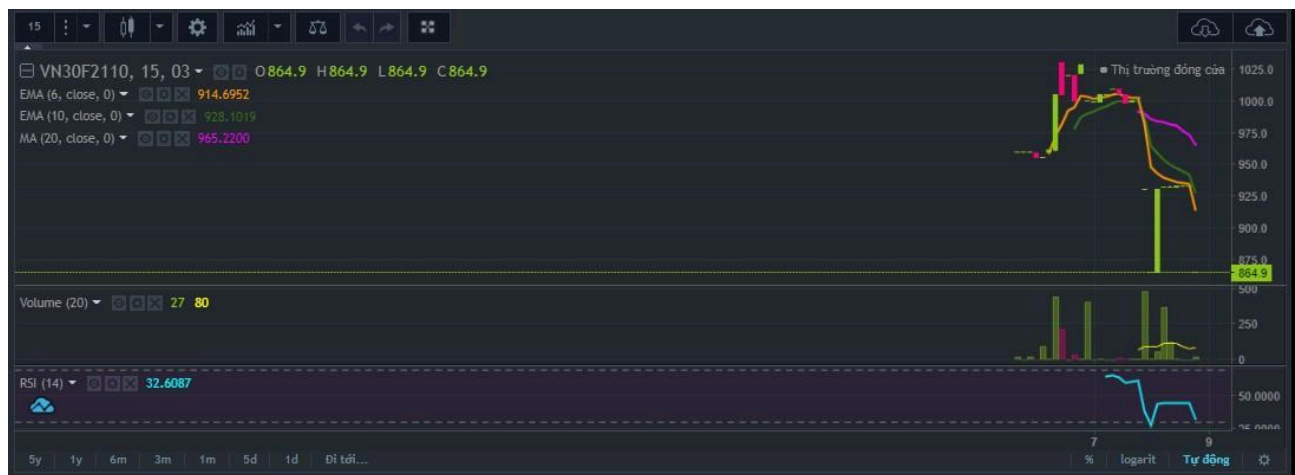 15
VN30F2110, 15, 03 O864.9 H864.9 L864.9 C864.9
Thị trường đóng cửa
EMA (6, close, 0) 914.6952
EMA (10, close, 0) 928.1019
MA (20, close, 0) 965.2200
1025.0
1000.0
975.0
950.0
925.0
900.0
875.0
864.9
Volume (20) 27 80
500
250
0
RSI (14) 32.6087
50.0000
25.0000
7 9
5y 1y 6m 3m 1m 5d 1d Đi tới... % logarit Tự động